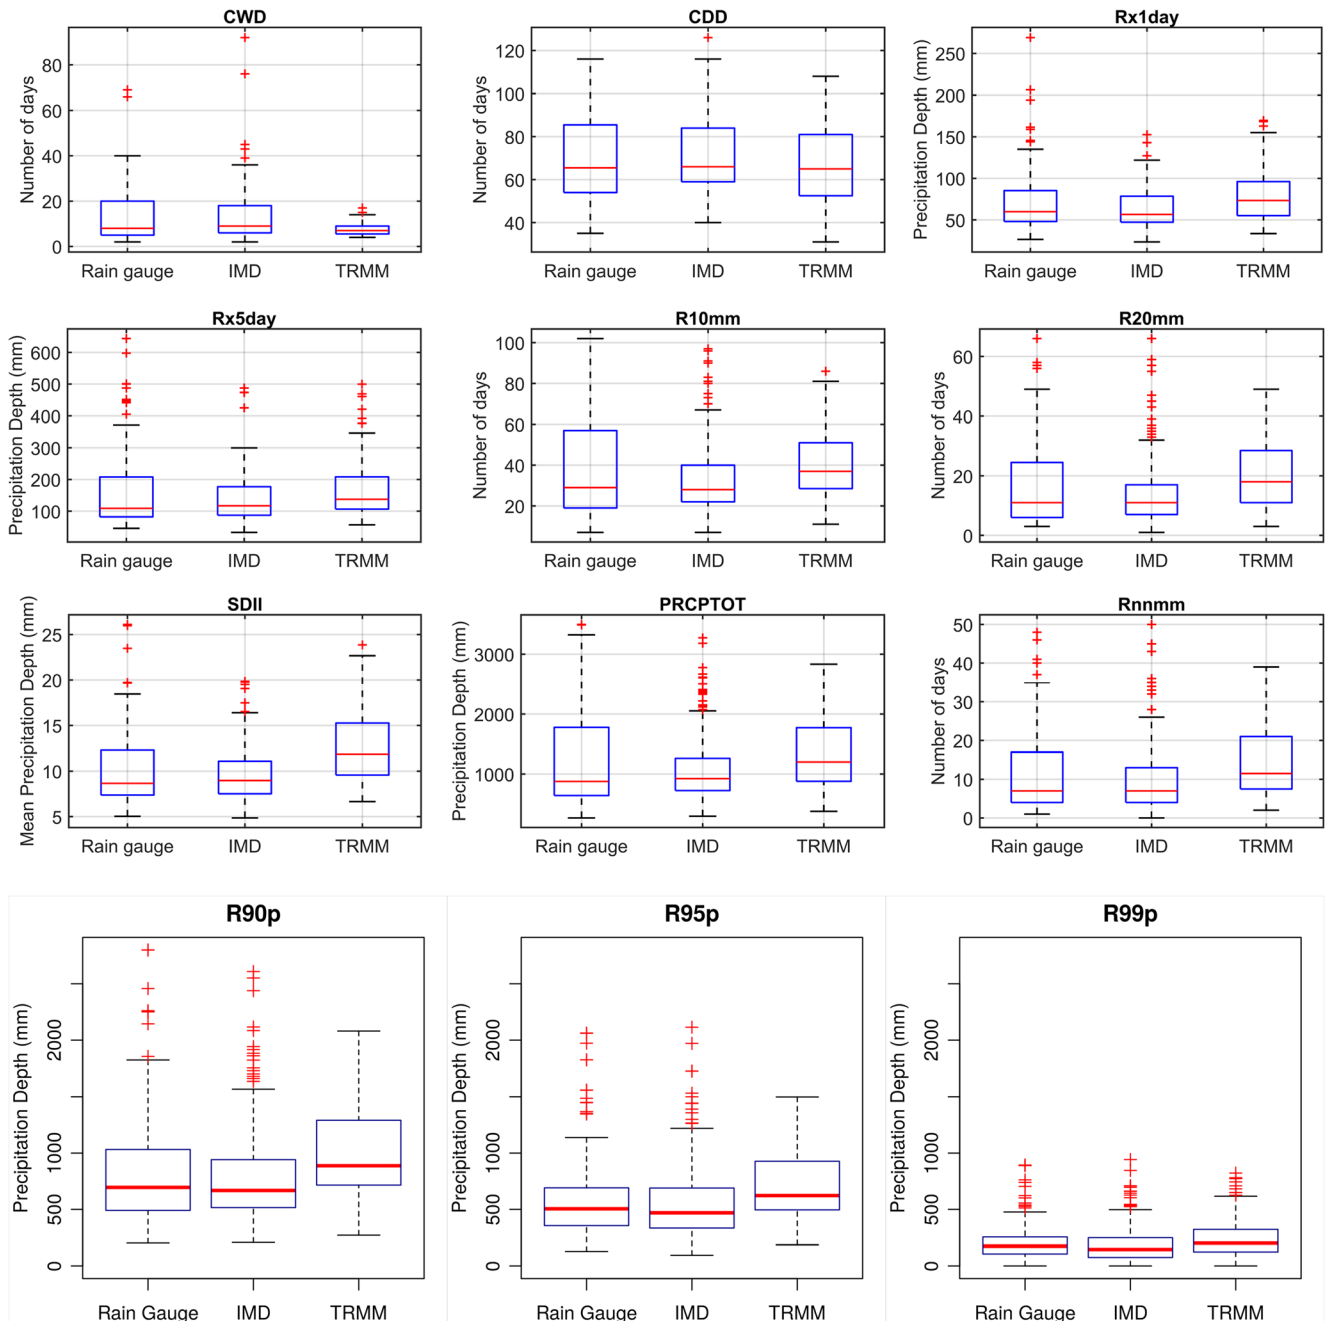 CWD
Number of days
80
60
40
20
0
Rain gauge IMD TRMM
CDD
Number of days
120
100
80
60
40
Rain gauge IMD TRMM
Rx1day
Precipitation Depth (mm)
250
200
150
100
50
Rain gauge IMD TRMM
Rx5day
Precipitation Depth (mm)
600
500
400
300
200
100
Rain gauge IMD TRMM
R10mm
Number of days
100
80
60
40
20
Rain gauge IMD TRMM
R20mm
Number of days
60
40
20
0
Rain gauge IMD TRMM
SDII
Mean Precipitation Depth (mm)
25
20
15
10
5
Rain gauge IMD TRMM
PRCPTOT
Precipitation Depth (mm)
3000
2000
1000
Rain gauge IMD TRMM
Rnnmm
Number of days
50
40
30
20
10
0
Rain gauge IMD TRMM
R90p
Precipitation Depth (mm)
2000
1000
500
0
Rain Gauge IMD TRMM
R95p
Precipitation Depth (mm)
2000
1000
500
0
Rain Gauge IMD TRMM
R99p
Precipitation Depth (mm)
2000
1000
500
0
Rain Gauge IMD TRMM